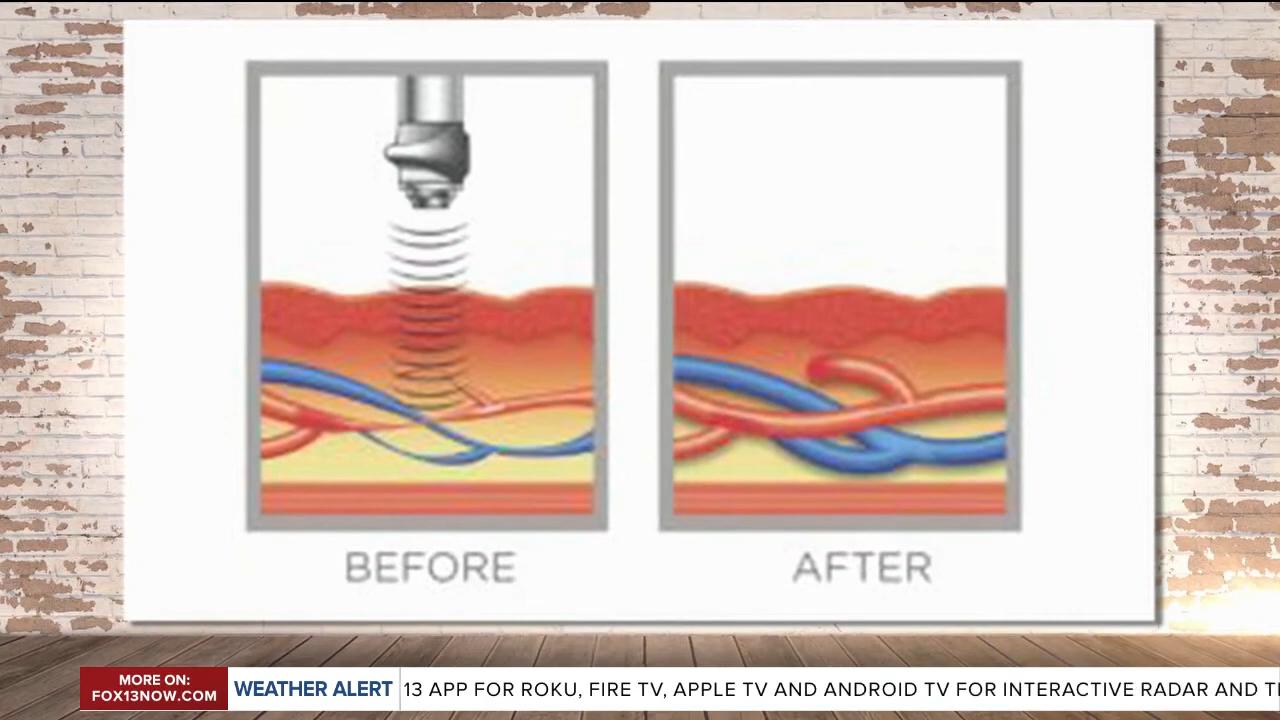 BEFORE
AFTER
MORE ON:
FOX13NOW.COM
WEATHER ALERT
13 APP FOR ROKU, FIRE TV, APPLE TV AND ANDROID TV FOR INTERACTIVE RADAR AND